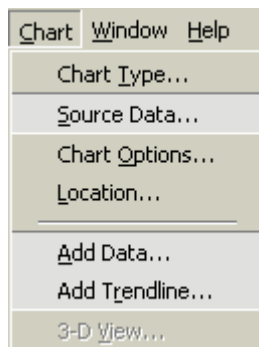 Chart Window Help
Chart Type...
Source Data...
Chart Options...
Location...
Add Data...
Add Trendline...
3-D View...